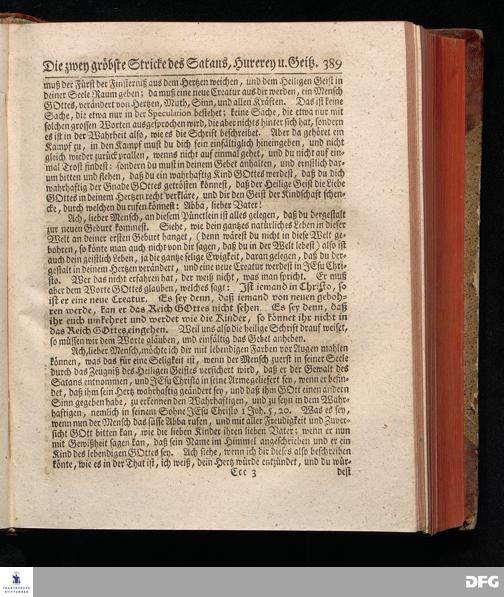 Die zwey gröbste Stricke des Satans, Hurerey u. Geitz. 389
muß der Fürst der Finsterniß aus dem Hertzen weichen, und dem Heiligen Geist in
deiner Seele Raum geben: da muß eine neue Creatur aus dir werden, ein Mensch
GOttes, verändert von Hertzen, Muth, Sinn, und allen Kräften. Das ist keine
Sache, die etwa nur in der Speculation bestehet: keine Sache, die etwa nur mit
solchen grossen Worten ausgesprochen wird, die aber nichts hinter sich hat, sondern
es ist in der Wahrheit also, wie es die Schrift beschreibet. Aber da gehöret ein
Kampf zu, in den Kampf must du dich sein einfältiglich hineingeben, und nicht
gleich wieder zurück prallen, wenns nicht auf einmal gehet, und du nicht auf ein-
mal Trost findest: sondern du must in deinem Gebet anhalten, und ernstlich dar-
um bitten und flehen, daß du ein wahrhaftig Kind GOttes werdest, daß du dich
wahrhaftig der Gnade GOttes getrösten könnest, daß der Heilige Geist die Liebe
GOttes in deinem Hertzen recht verkläre, und dir den Geist der Kindschaft schen-
cke, durch welchen du rufen könnest: Abba, lieber Vater!
Ach, lieber Mensch, an diesem Pünctlein ist alles gelegen, daß du dergestalt
zur neuen Geburt kommest. Siehe, wie dein gantzes natürliches Leben in dieser
Welt an deiner ersten Geburt hanget, (denn wärest du nicht in diese Welt ge-
bohren, so könte man auch nicht von dir sagen, daß du in der Welt lebest) also ist
auch dein geistlich Leben, ja die gantze selige Ewigkeit, daran gelegen, daß du der-
gestalt in deinem Hertzen verändert, und eine neue Creatur werdest in JEsu Chri-
sto. Wer das nicht erfahren hat, der weiß nicht, was man spricht. Er muß
aber dem Worte GOttes glauben, welches sagt: Ist iemand in Christo, so
ist er eine neue Creatur. Es sey denn, daß iemand von neuen geboh-
ren werde, kan er das Reich GOttes nicht sehen. Es sey denn, daß
ihr euch umkehret und werdet wie die Kinder, so könnet ihr nicht in
das Reich GOttes eingehen. Weil uns also die heilige Schrift drauf weiset,
so müssen wir dem Worte glauben, und einfältig das Gebet anheben.
Ach, lieber Mensch, möchte ich dir mit lebendigen Farben vor Augen mahlen
können, was das für eine Seligkeit ist, wenn der Mensch zuerst in seiner Seele
durch das Zeugniß des Heiligen Geistes versichert wird, daß er der Gewalt des
Satans entnommen, und JEsu Christo in seine Arme geliefert sey, wenn er befin-
det, daß ihm sein Hertz wahrhaftig geändert sey, und daß ihm GOtt einen andern
Sinn gegeben habe, zu erkennen den Wahrhaftigen, und zu seyn in dem Wahr-
haftigen, nemlich in seinem Sohne JEsu Christo 1 Joh. 5, 20. Was es sey,
wenn nun der Mensch das süsse Abba rufen, und mit aller Freudigkeit und Zuver-
sicht GOtt bitten kan, wie die lieben Kinder ihren lieben Vater: wenn er nun
mit Gewißheit sagen kan, daß sein Name im Himmel angeschrieben und er ein
Kind des lebendigen GOttes sey. Ach siehe, wenn ich dir dieses also beschreiben
könte, wie es in der That ist, ich weiß, dein Hertz würde entzündet, und du wür-
Ccc 3 dest
FRANCKESCHE
STIFTUNGEN
DFG